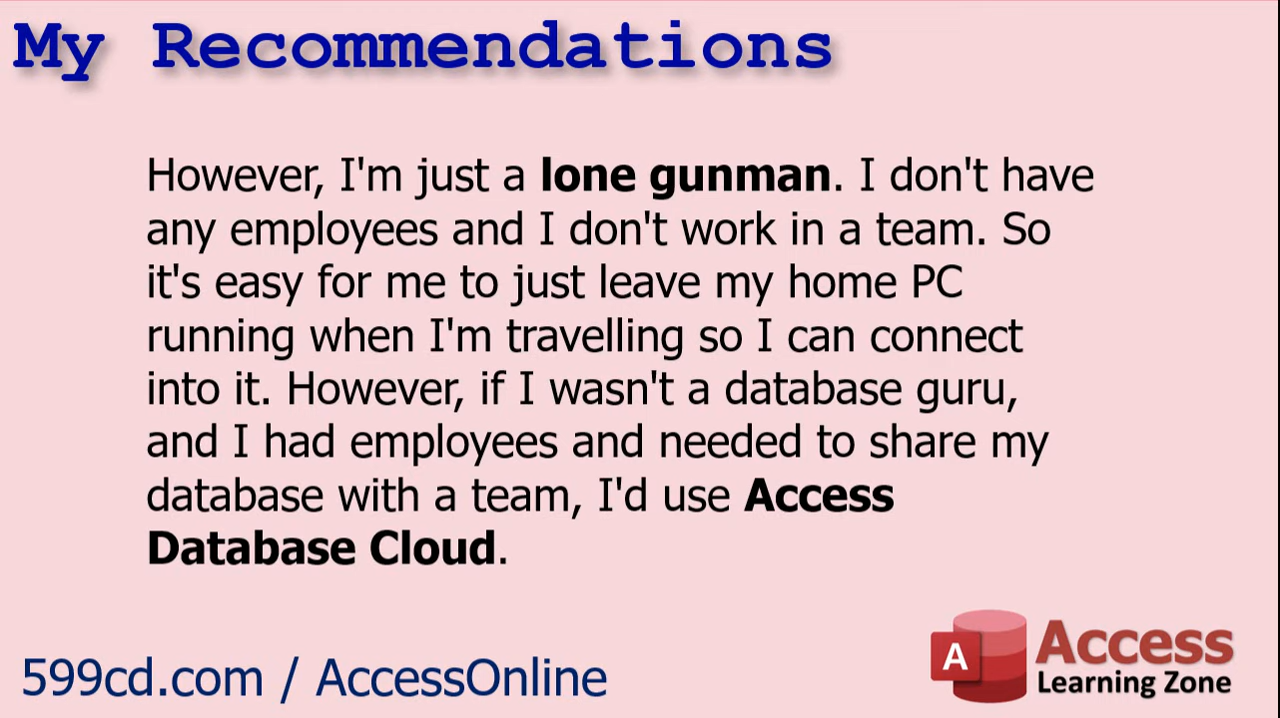 My Recommendations
However, I'm just a lone gunman. I don't have
any employees and I don't work in a team. So
it's easy for me to just leave my home PC
running when I'm travelling so I can connect
into it. However, if I wasn't a database guru,
and I had employees and needed to share my
database with a team, I'd use Access
Database Cloud.
599cd.com / AccessOnline
A
Access
Learning Zone